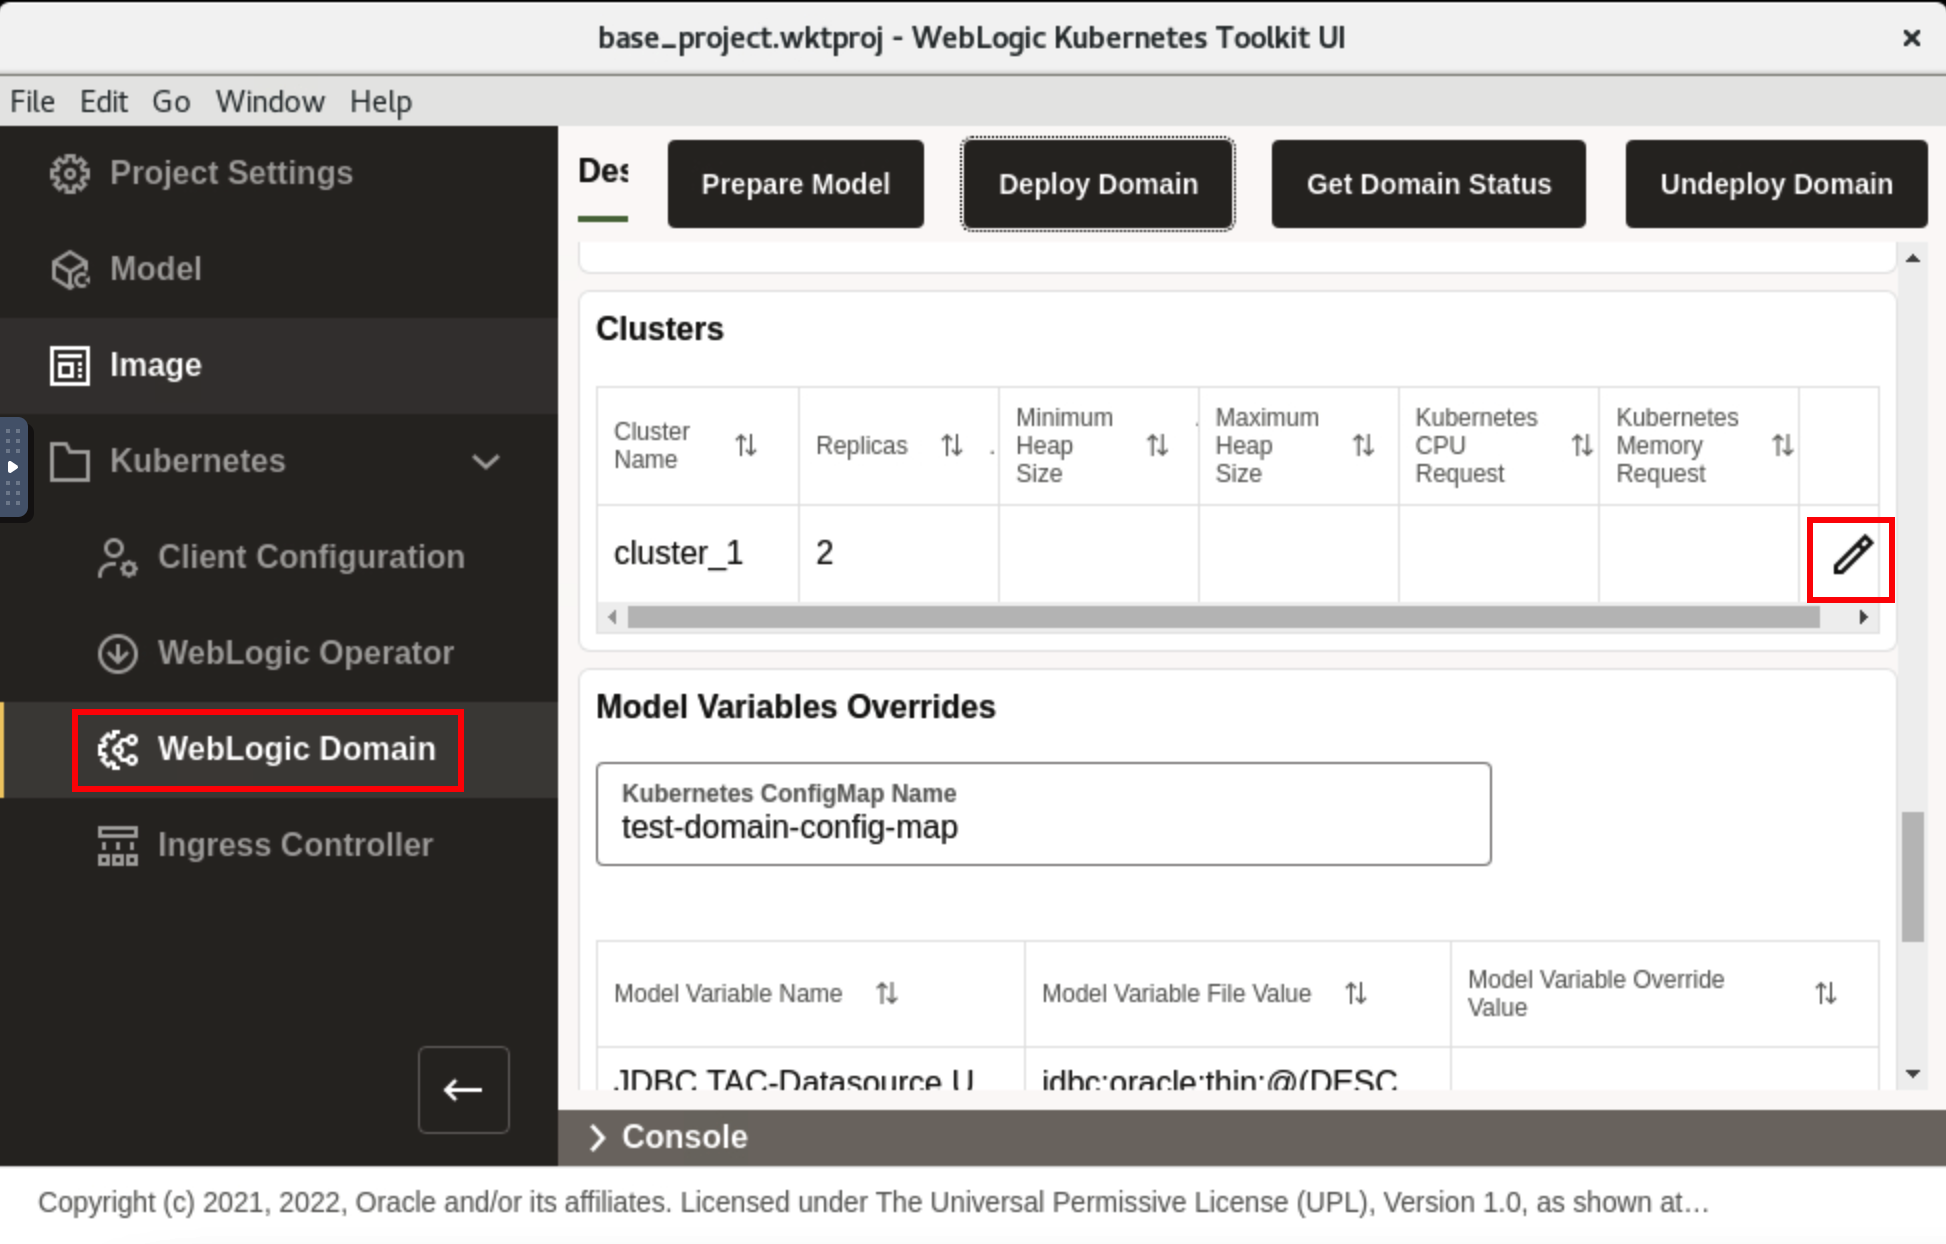 base_project.wktproj - WebLogic Kubernetes Toolkit UI
File Edit Go Window Help
Project Settings
Model
Image
Kubernetes
Client Configuration
WebLogic Operator
WebLogic Domain
Ingress Controller
Des
Prepare Model
Deploy Domain
Get Domain Status
Undeploy Domain
Clusters
Cluster
Name
Replicas
Minimum
Heap
Size
Maximum
Heap
Size
Kubernetes
CPU
Request
Kubernetes
Memory
Request
cluster_1
2
Model Variables Overrides
Kubernetes ConfigMap Name
test-domain-config-map
Model Variable Name
Model Variable File Value
Model Variable Override
Value
JDBC.TAC-Datasource.U
jdbc:oracle:thin:@(DESC
Console
Copyright (c) 2021, 2022, Oracle and/or its affiliates. Licensed under The Universal Permissive License (UPL), Version 1.0, as shown at...